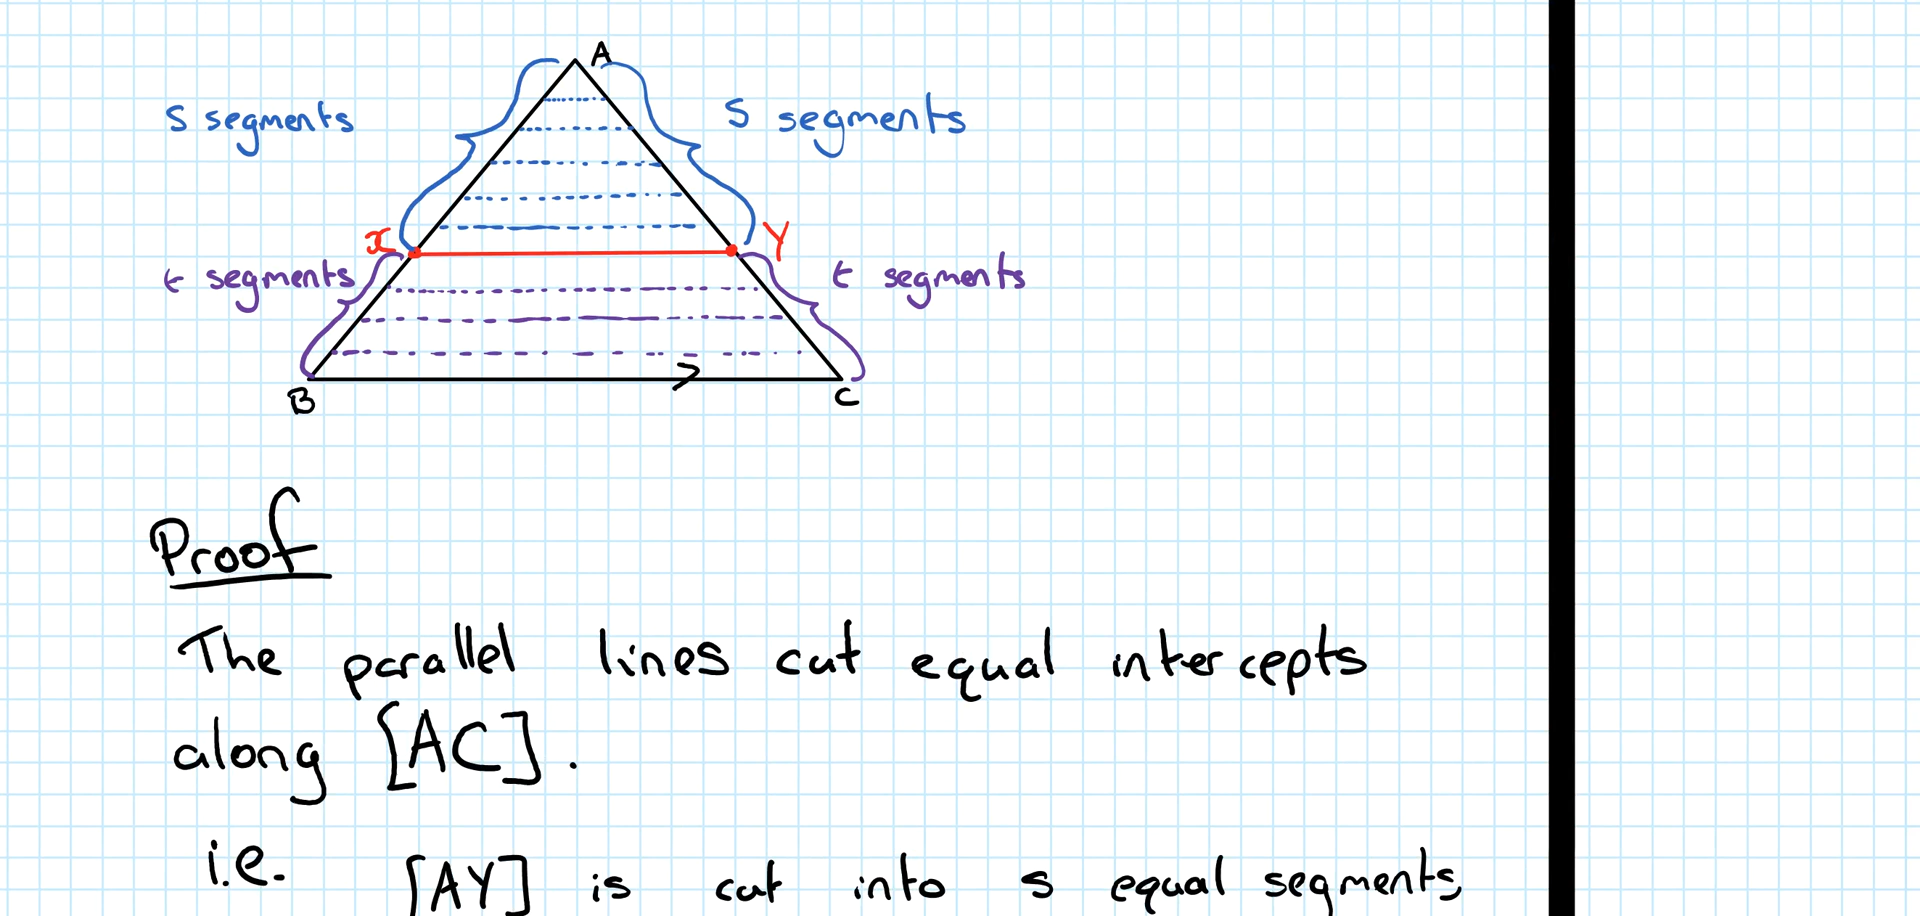 A
s segments
s segments
x
Y
t segments
t segments
B
C
Proof
The parallel lines cut equal intercepts
along [AC].
i.e. [AY] is cut into s equal segments,